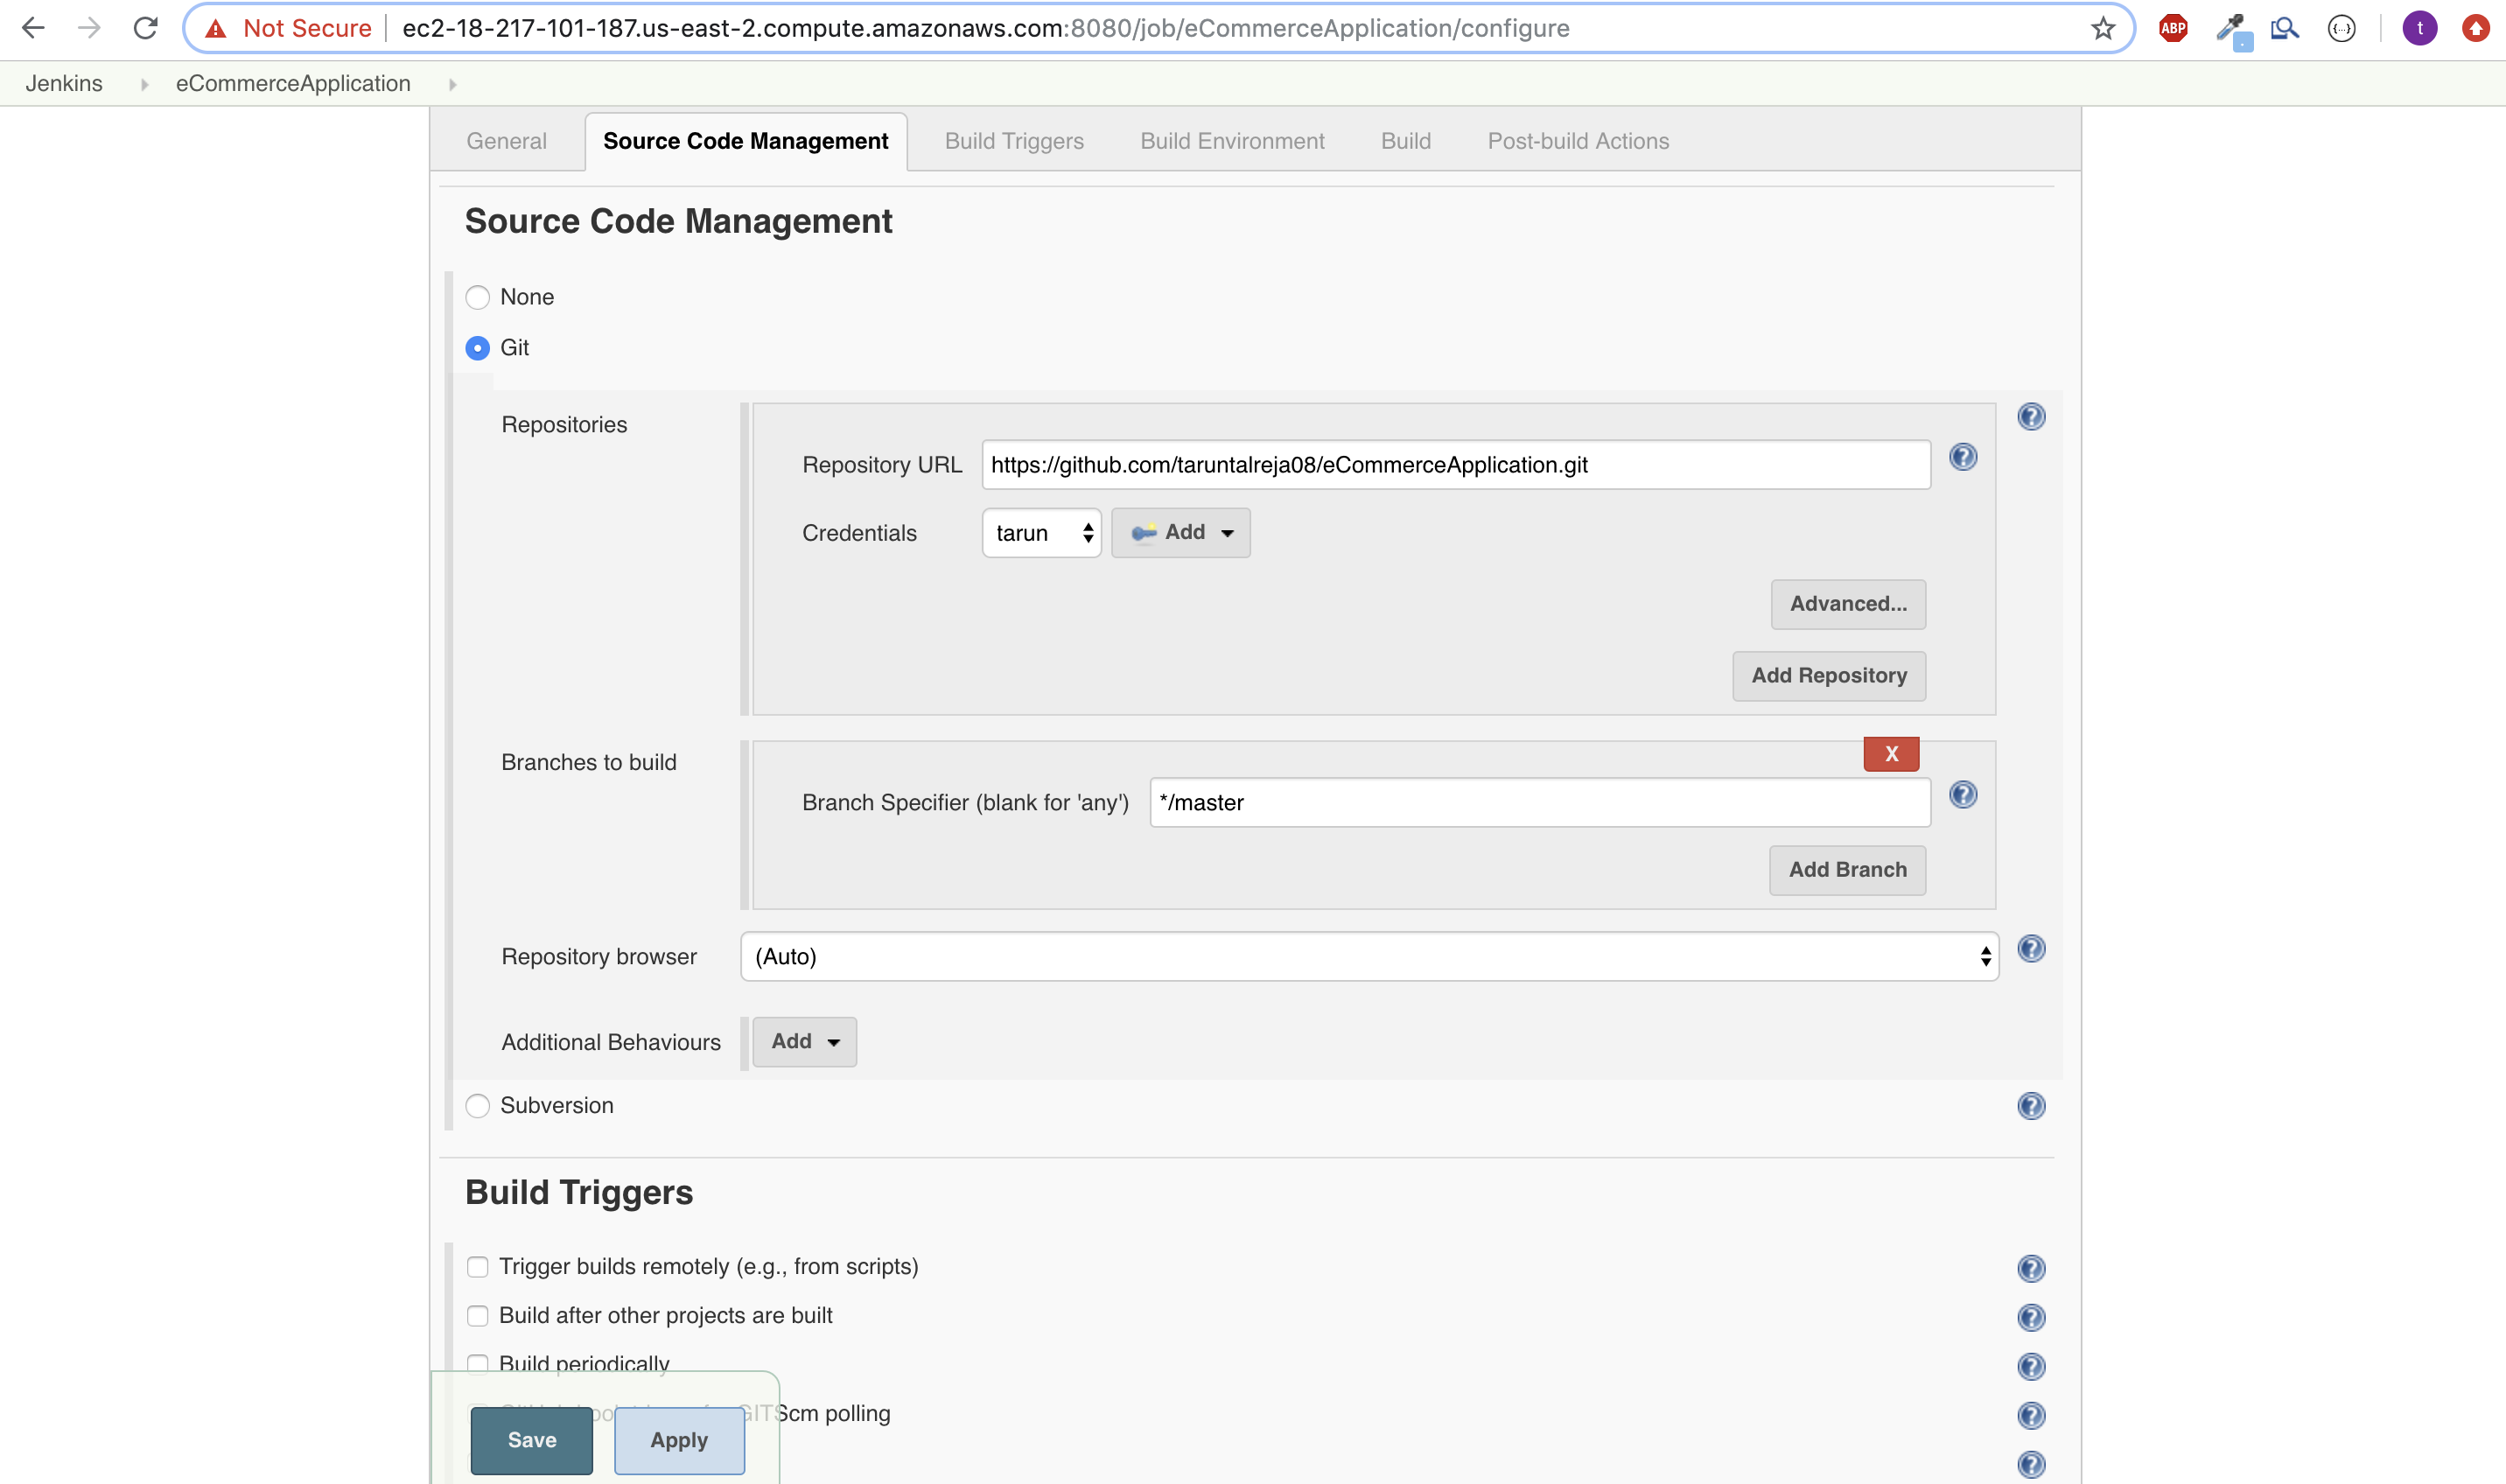 Not Secure ec2-18-217-101-187.us-east-2.compute.amazonaws.com:8080/job/eCommerceApplication/configure ABP t
Jenkins eCommerceApplication
General Source Code Management Build Triggers Build Environment Build Post-build Actions
Source Code Management
None
Git
Repositories
Repository URL https://github.com/taruntalreja08/eCommerceApplication.git
Credentials tarun Add
Advanced...
Add Repository
Branches to build
X
Branch Specifier (blank for 'any') */master
Add Branch
Repository browser (Auto)
Additional Behaviours Add
Subversion
Build Triggers
Trigger builds remotely (e.g., from scripts)
Build after other projects are built
Build periodically
GITScm polling
Save Apply